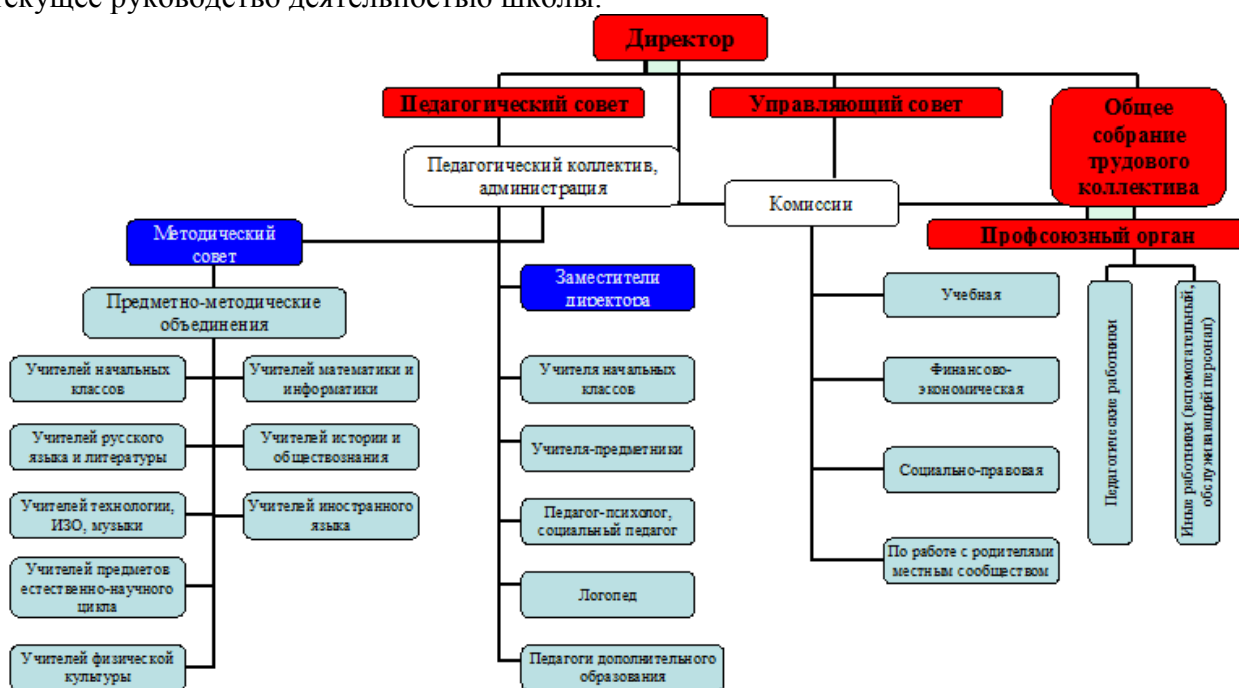 текущее руководство деятельностью школы.
Директор
Педагогический совет
Управляющий совет
Общее
собрание
трудового
коллектива
Педагогический коллектив,
администрация
Комиссии
Профсоюзный орган
Методический
совет
Заместители
директора
Предметно-методические
объединения
Учителей начальных
классов
Учителей математики и
информатики
Учителей русского
языка и литературы
Учителей истории и
обществознания
Учителей технологии,
ИЗО, музыки
Учителей иностранного
языка
Учителей предметов
естественно-научного
цикла
Учителей физической
культуры
Учителя начальных
классов
Учителя-предметники
Педагог-психолог,
социальный педагог
Логопед
Педагоги дополнительного
образования
Учебная
Финансово-
экономическая
Социально-правовая
По работе с родителями
местным сообществом
Педагогические работники
Иные работники (вспомогательный,
обслуживающий персонал)